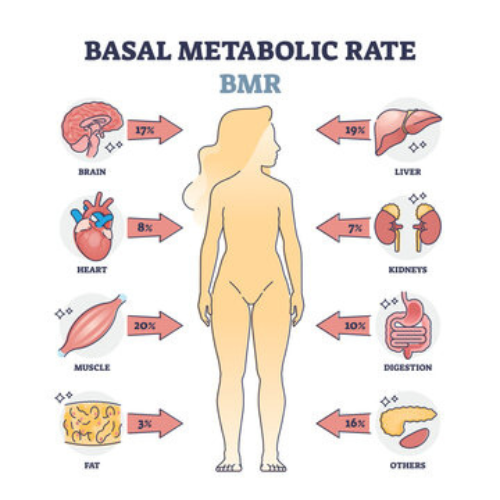 BASAL METABOLIC RATE
BMR
17%
BRAIN
19%
LIVER
8%
HEART
7%
KIDNEYS
20%
MUSCLE
10%
DIGESTION
3%
FAT
16%
OTHERS